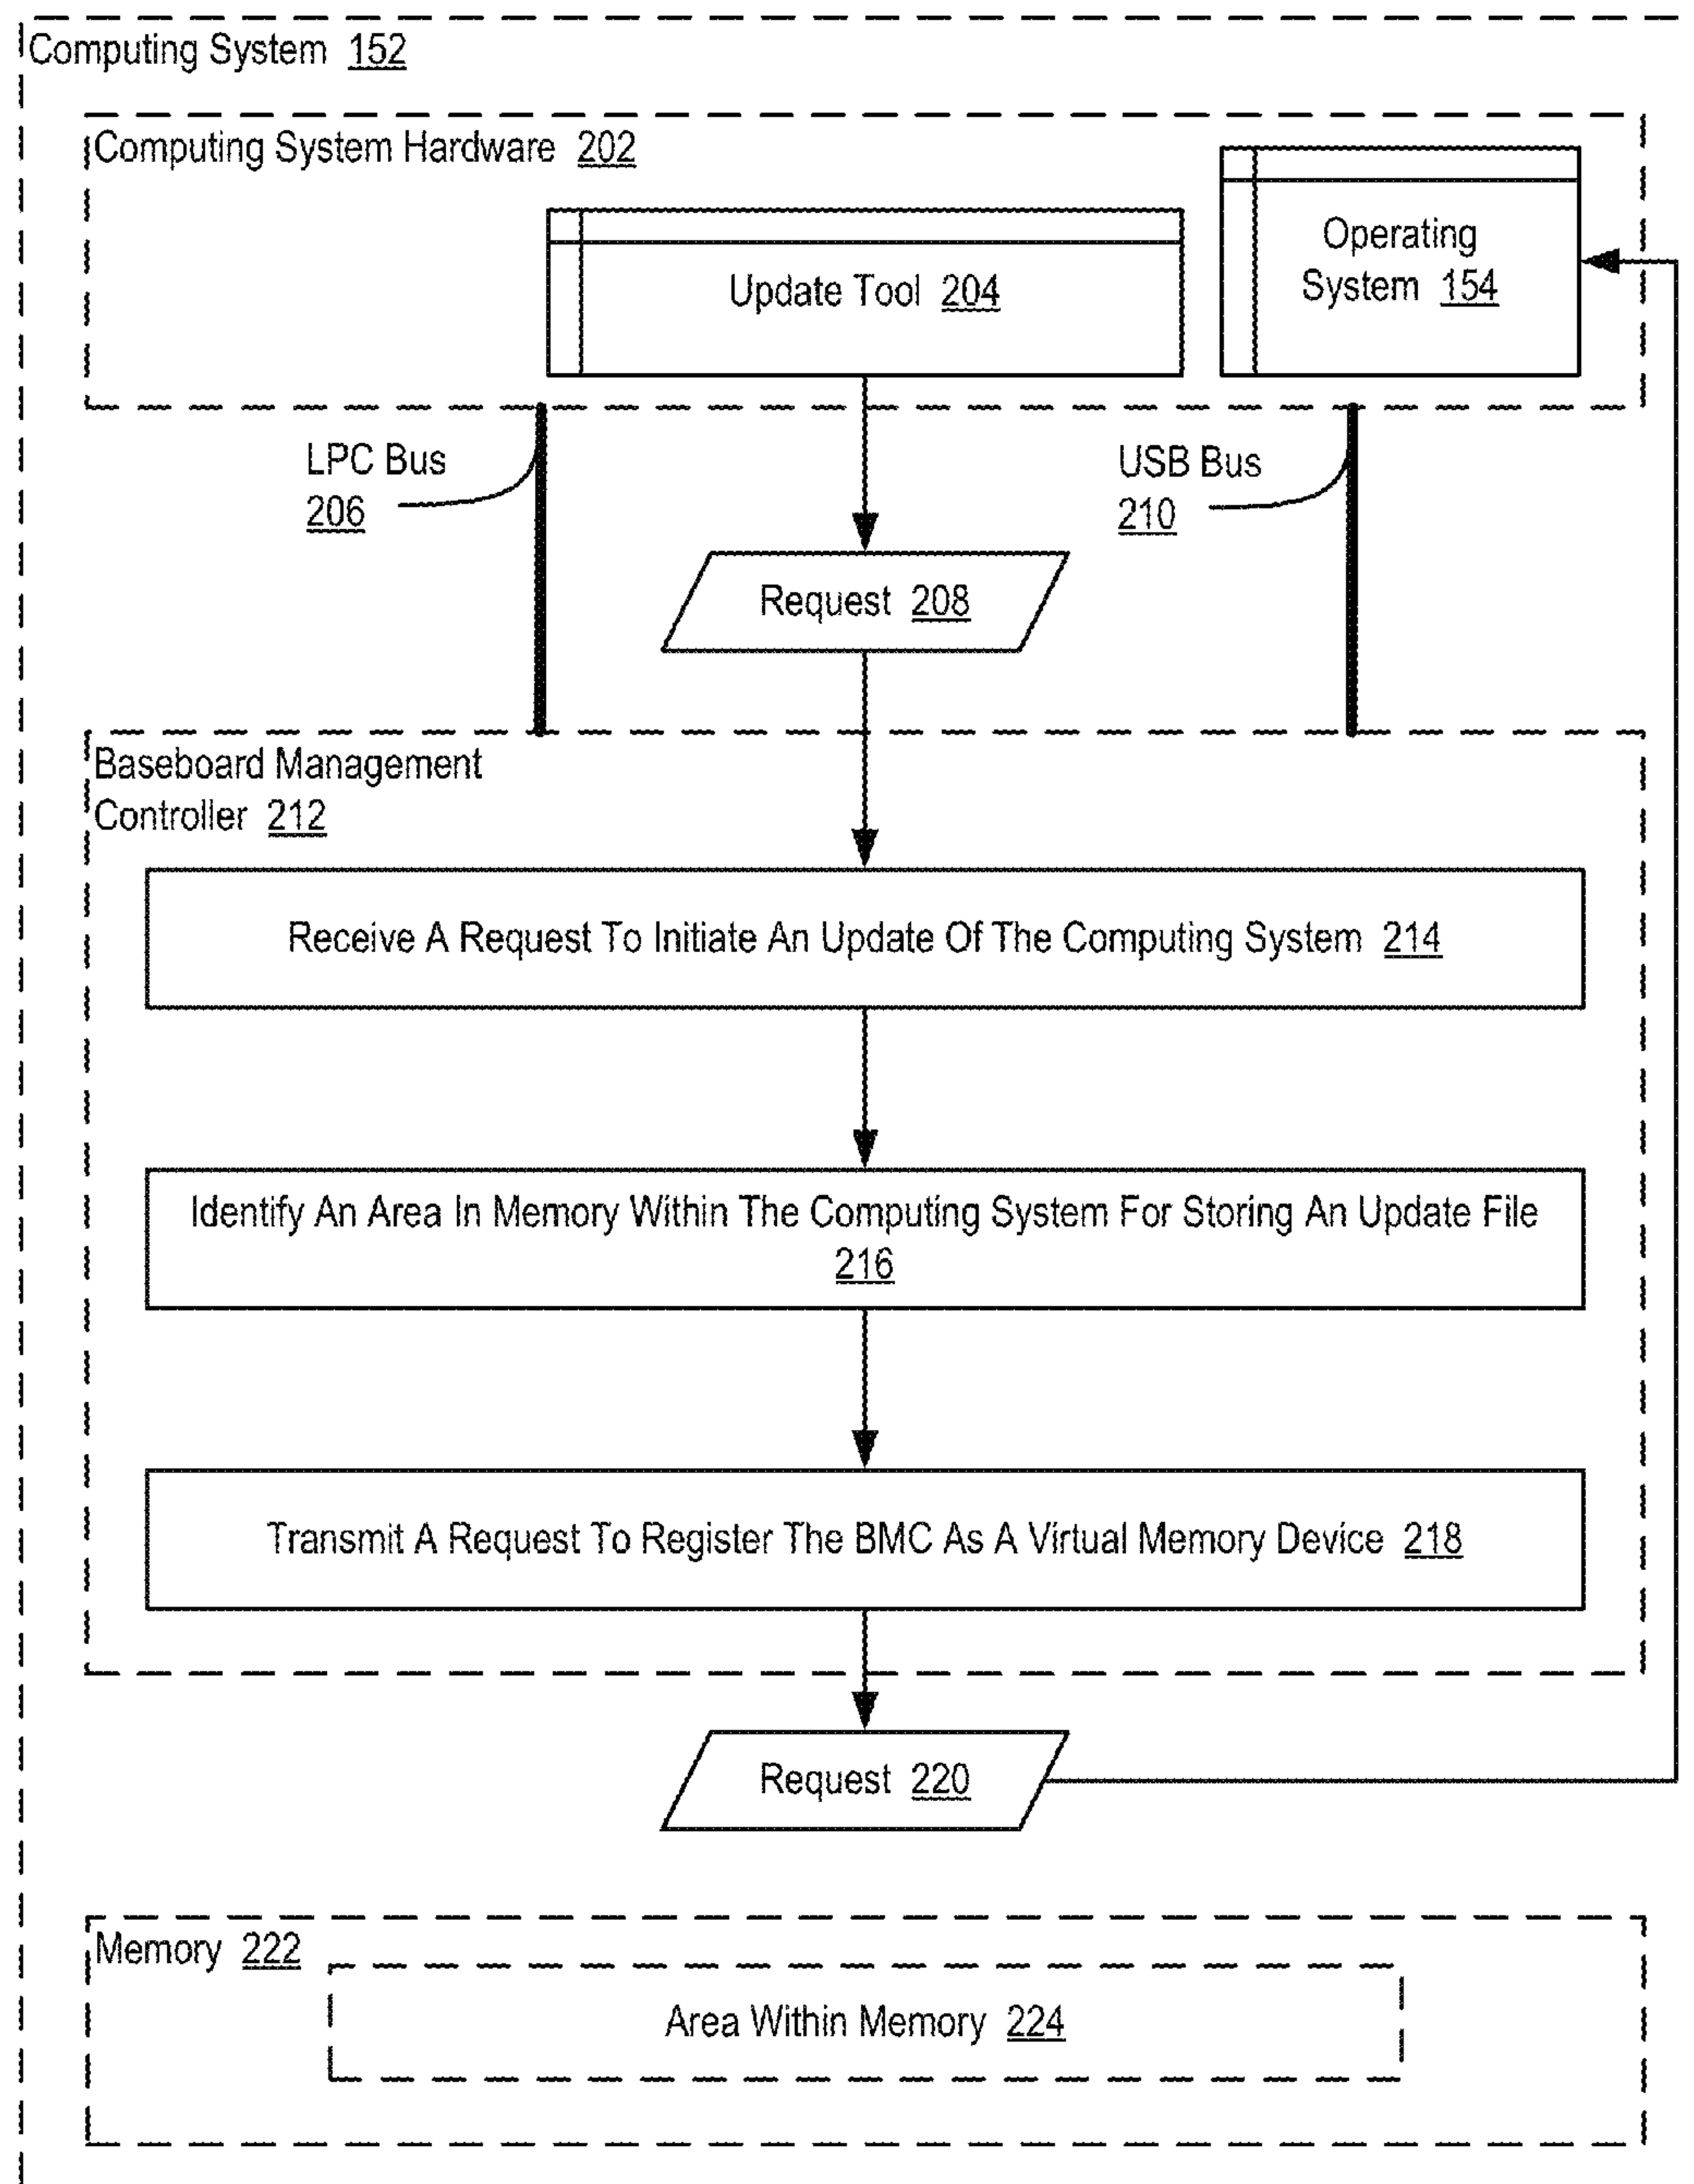 Computing System 152
Computing System Hardware 202
Operating
System 154
Update Tool 204
LPC Bus
206
USB Bus
210
Request 208
Baseboard Management
Controller 212
Receive A Request To Initiate An Update Of The Computing System 214
Identify An Area In Memory Within The Computing System For Storing An Update File
216
Transmit A Request To Register The BMC As A Virtual Memory Device 218
Request 220
Memory 222
Area Within Memory 224